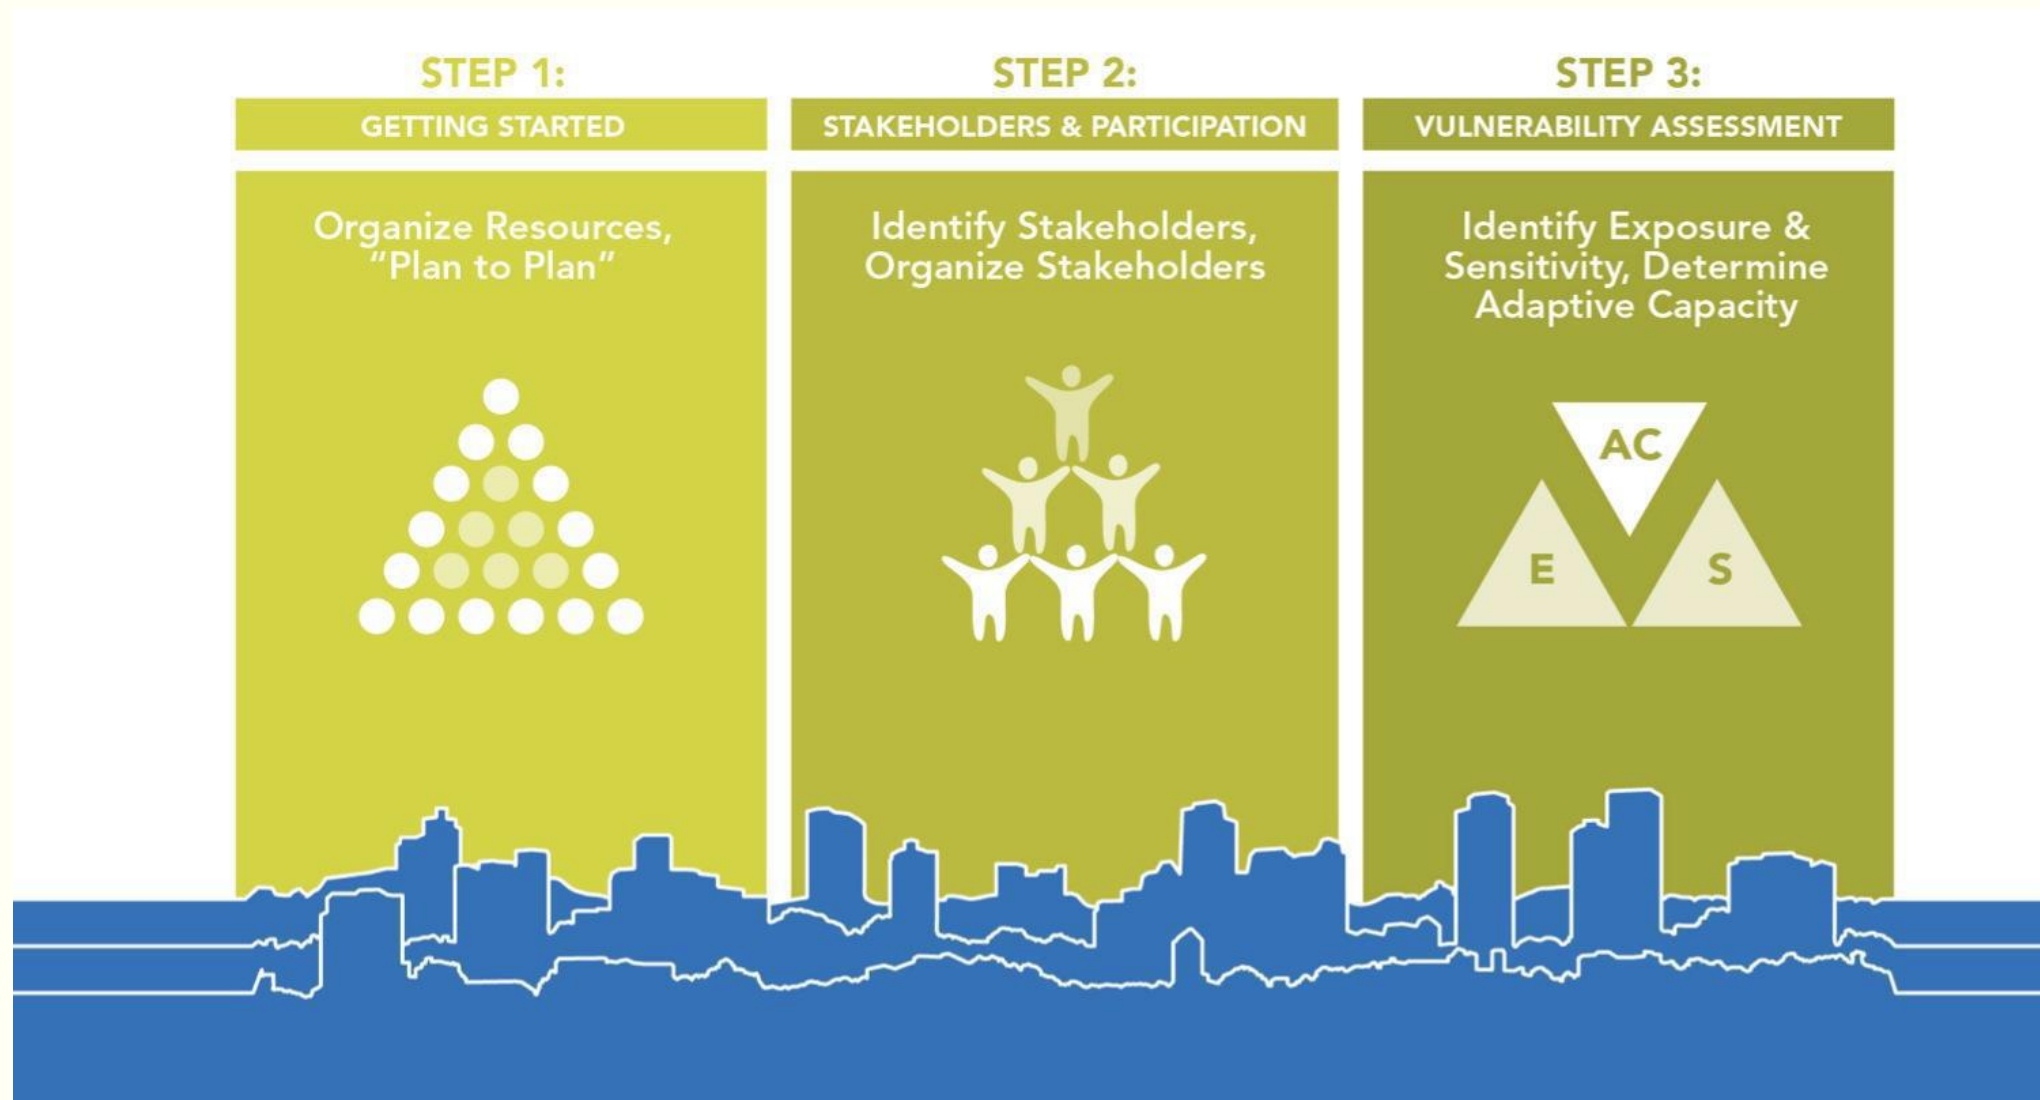 STEP 1:
GETTING STARTED
Organize Resources,
“Plan to Plan”
STEP 2:
STAKEHOLDERS & PARTICIPATION
Identify Stakeholders,
Organize Stakeholders
STEP 3:
VULNERABILITY ASSESSMENT
Identify Exposure &
Sensitivity, Determine
Adaptive Capacity
AC
E
S